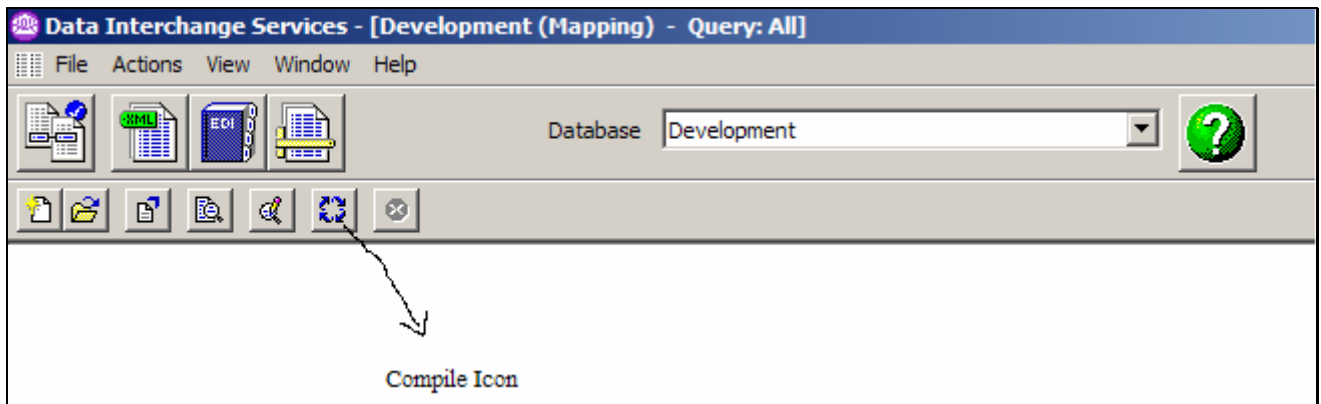 Data Interchange Services - [Development (Mapping) - Query: All]
File Actions View Window Help
XML EDI Database Development ?
Compile Icon